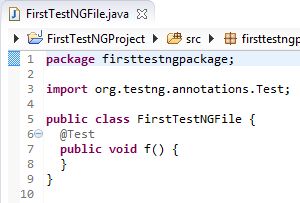 FirstTestNGFile.java
FirstTestNGProject src firsttestngp
1 package firsttestngpackage;
2
3 import org.testng.annotations.Test;
4
5 public class FirstTestNGFile {
6 @Test
7 public void f() {
8 }
9 }
10